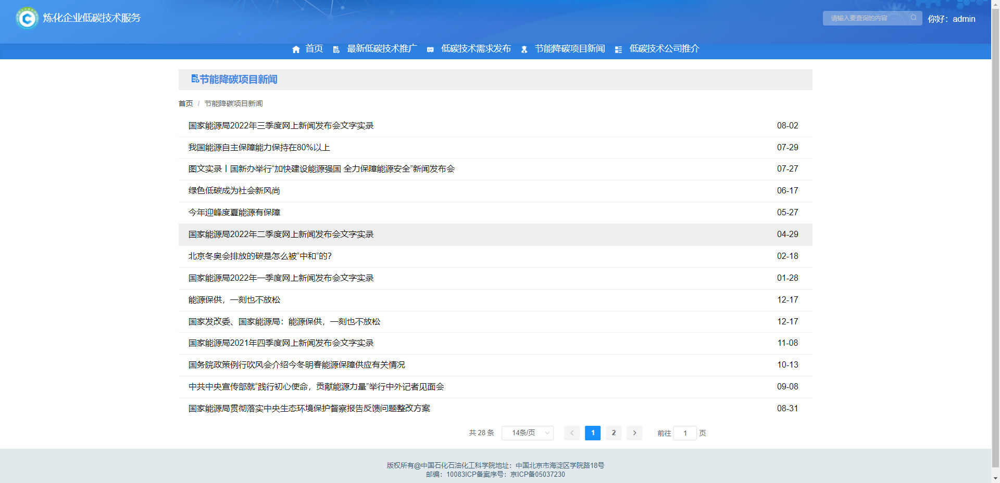 炼化企业低碳技术服务
请输入要查询的内容
你好：admin
首页 最新低碳技术推广 低碳技术需求发布 节能降碳项目新闻 低碳技术公司推介
节能降碳项目新闻
首页 / 节能降碳项目新闻
国家能源局2022年三季度网上新闻发布会文字实录 08-02
我国能源自主保障能力保持在80%以上 07-29
图文实录丨国新办举行“加快建设能源强国 全力保障能源安全”新闻发布会 07-27
绿色低碳成为社会新风尚 06-17
今年迎峰度夏能源有保障 05-27
国家能源局2022年二季度网上新闻发布会文字实录 04-29
北京冬奥会排放的碳是怎么被“中和”的？ 02-18
国家能源局2022年一季度网上新闻发布会文字实录 01-28
能源保供，一刻也不放松 12-17
国家发改委、国家能源局：能源保供，一刻也不放松 12-17
国家能源局2021年四季度网上新闻发布会文字实录 11-08
国务院政策例行吹风会介绍今冬明春能源保障供应有关情况 10-13
中共中央宣传部就“践行初心使命，贡献能源力量”举行中外记者见面会 09-08
国家能源局贯彻落实中央生态环境保护督察报告反馈问题整改方案 08-31
共 28 条 14条/页 1 2 前往 1 页
版权所有@中国石化石油化工科学院地址：中国北京市海淀区学院路18号
邮编：10083ICP备案序号：京ICP备05037230